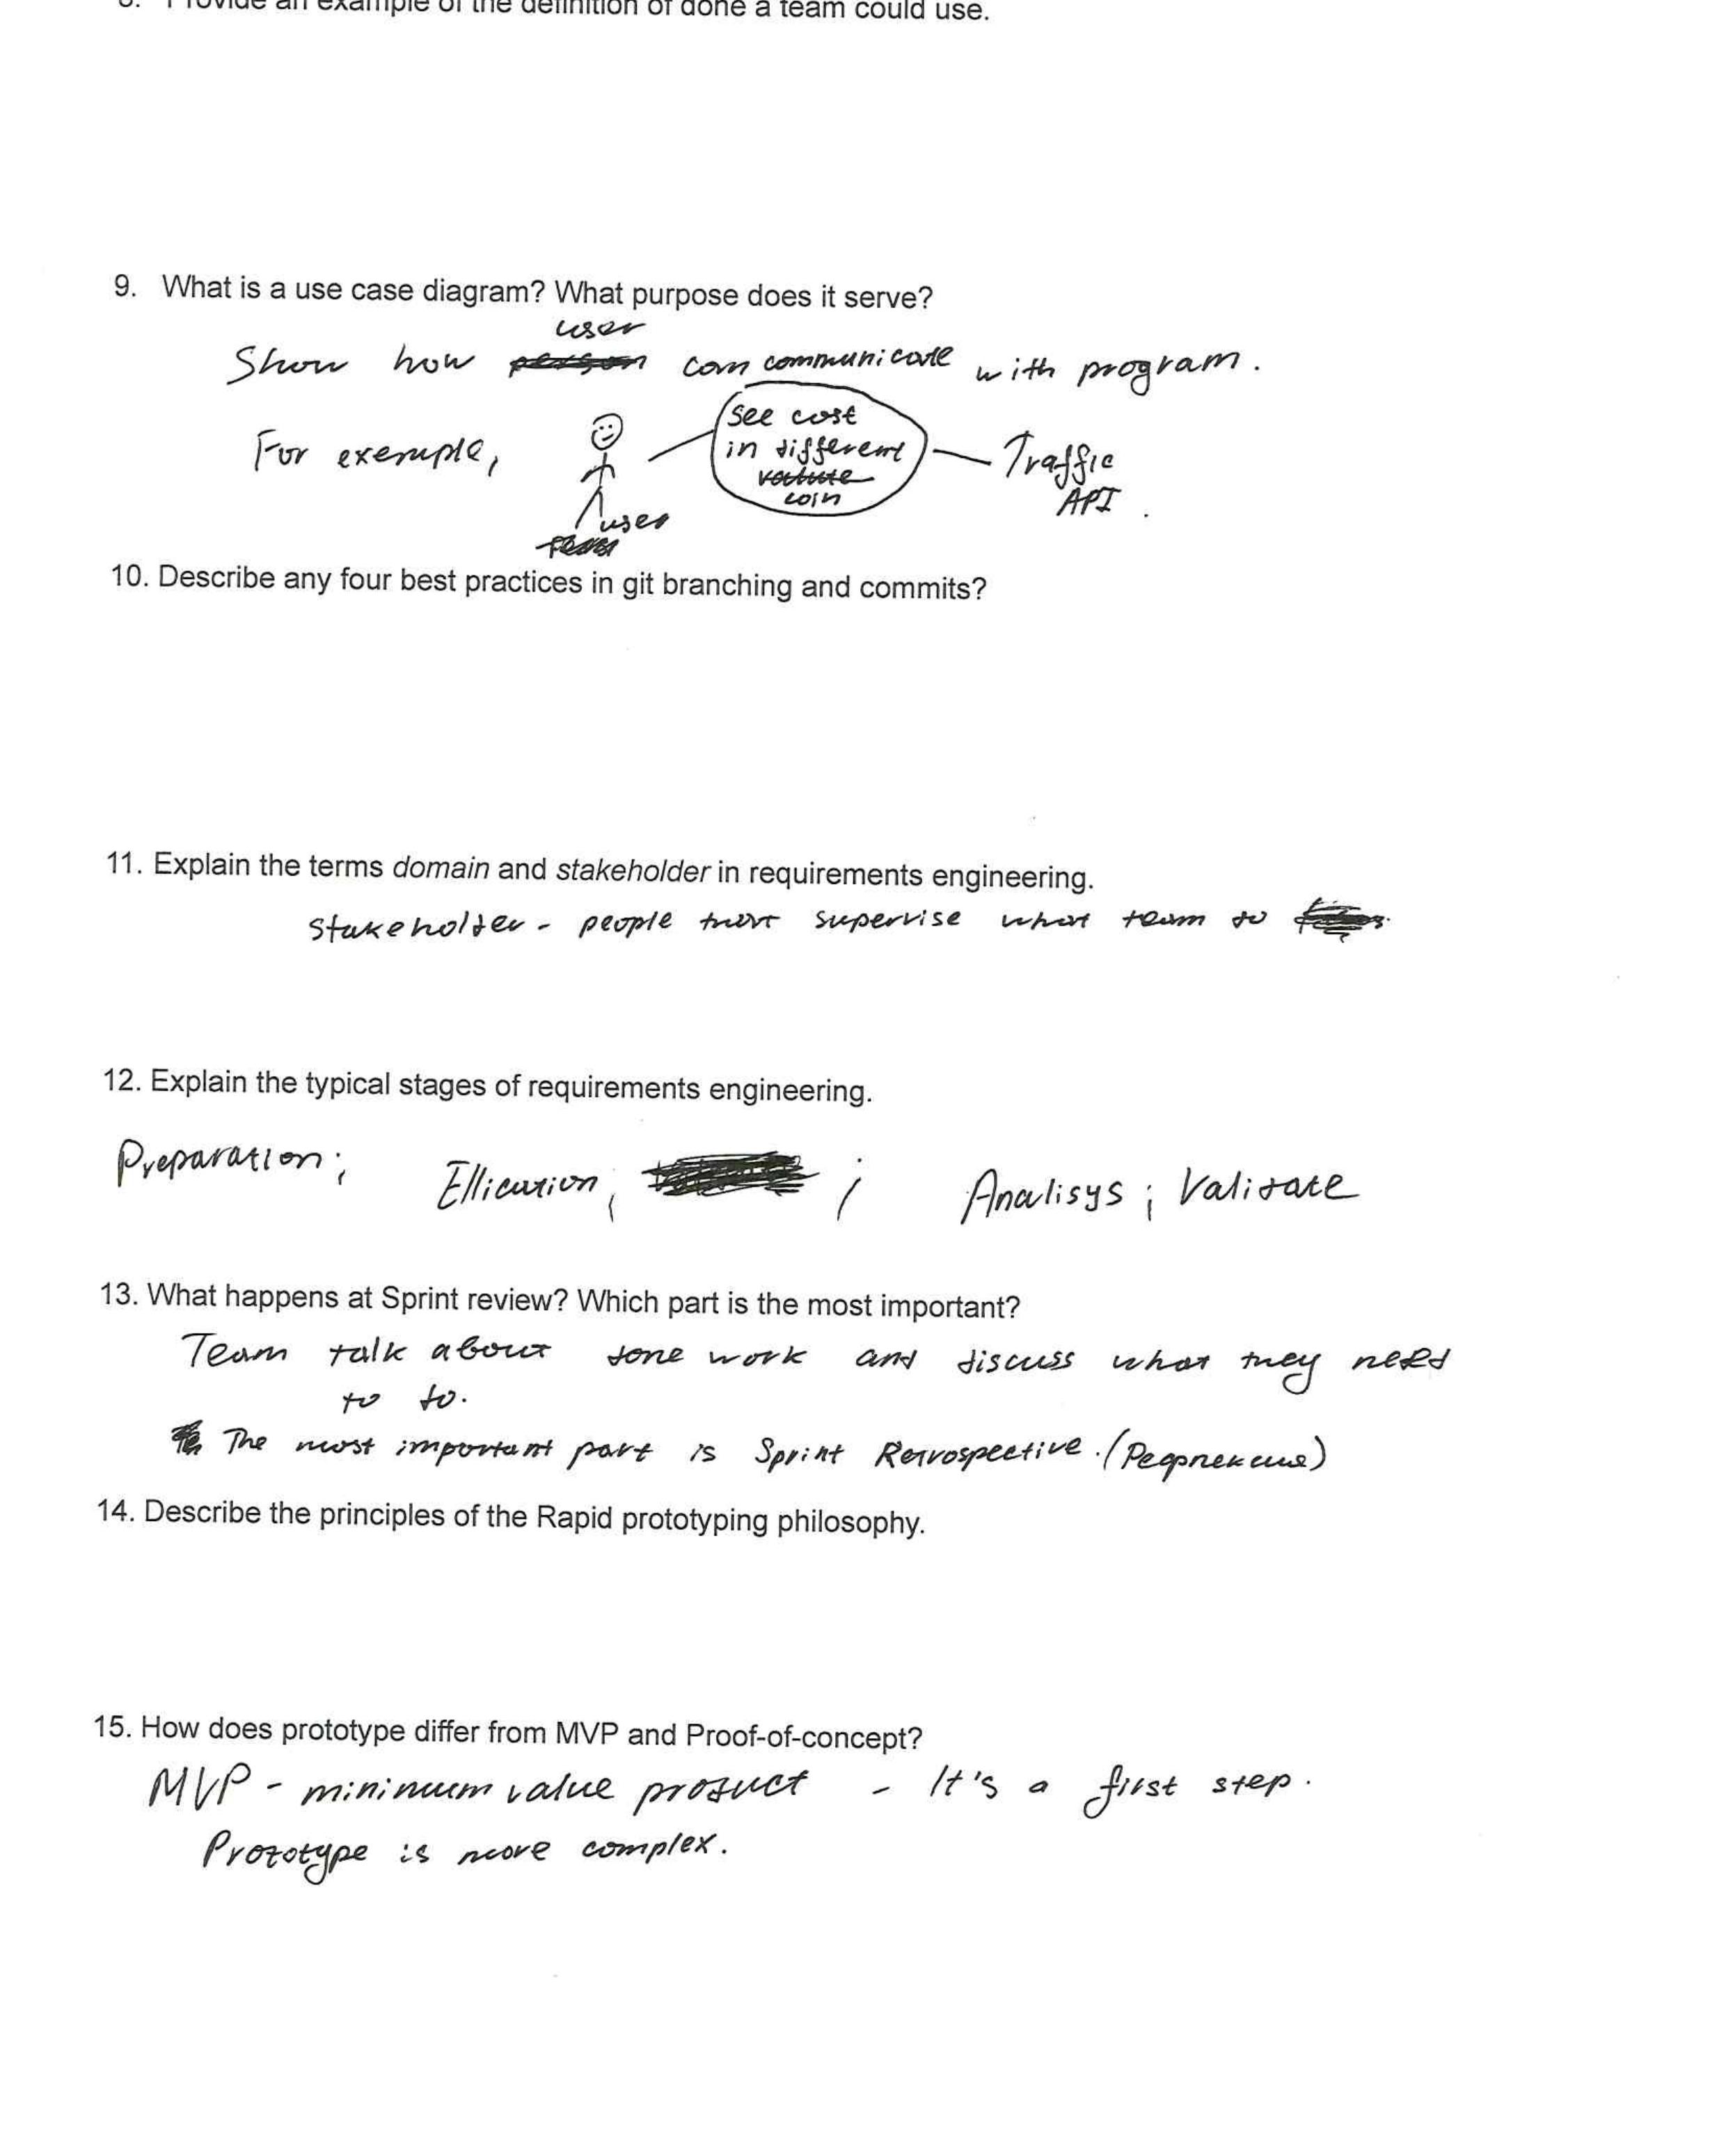 8. Provide an example of the definition of done a team could use.
9. What is a use case diagram? What purpose does it serve?
user
Show how person can communicate with program.
For exemple,
see cost
in different
valute
coin
Traffic
API.
user
10. Describe any four best practices in git branching and commits?
11. Explain the terms domain and stakeholder in requirements engineering.
Stakeholder - people that supervise what team do
12. Explain the typical stages of requirements engineering.
Preparation; Ellication, ; Analisys; Validate
13. What happens at Sprint review? Which part is the most important?
Team talk about done work and discuss what they need
to do.
The most important part is Sprint Retrospective. (Рефлексия)
14. Describe the principles of the Rapid prototyping philosophy.
15. How does prototype differ from MVP and Proof-of-concept?
MVP - mininum value product - It's a first step.
Prototype is more complex.